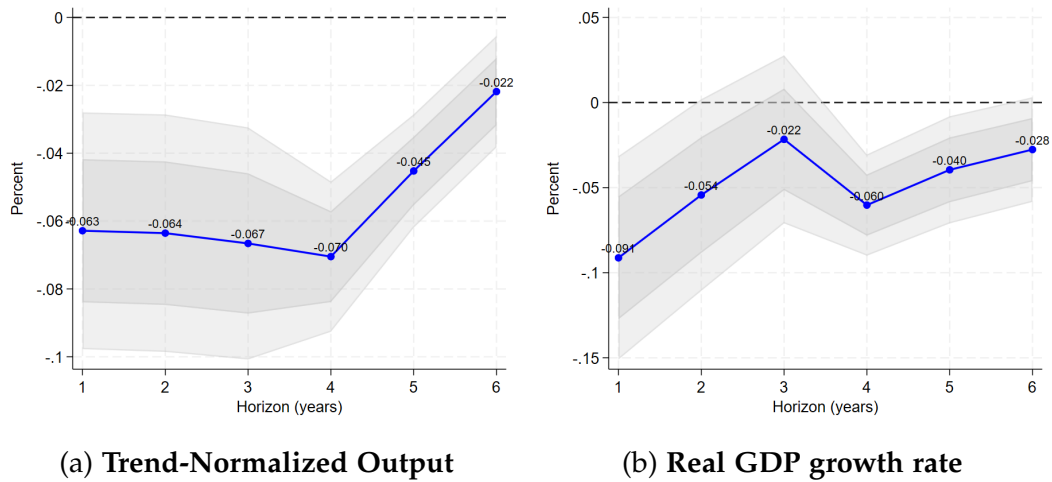 0
-.02
-.04
-.06
-.08
-.1
Percent
-0.063
-0.064
-0.067
-0.070
-0.045
-0.022
1 2 3 4 5 6
Horizon (years)
(a) Trend-Normalized Output
.05
0
-.05
-.1
-.15
Percent
-0.091
-0.054
-0.022
-0.060
-0.040
-0.028
1 2 3 4 5 6
Horizon (years)
(b) Real GDP growth rate